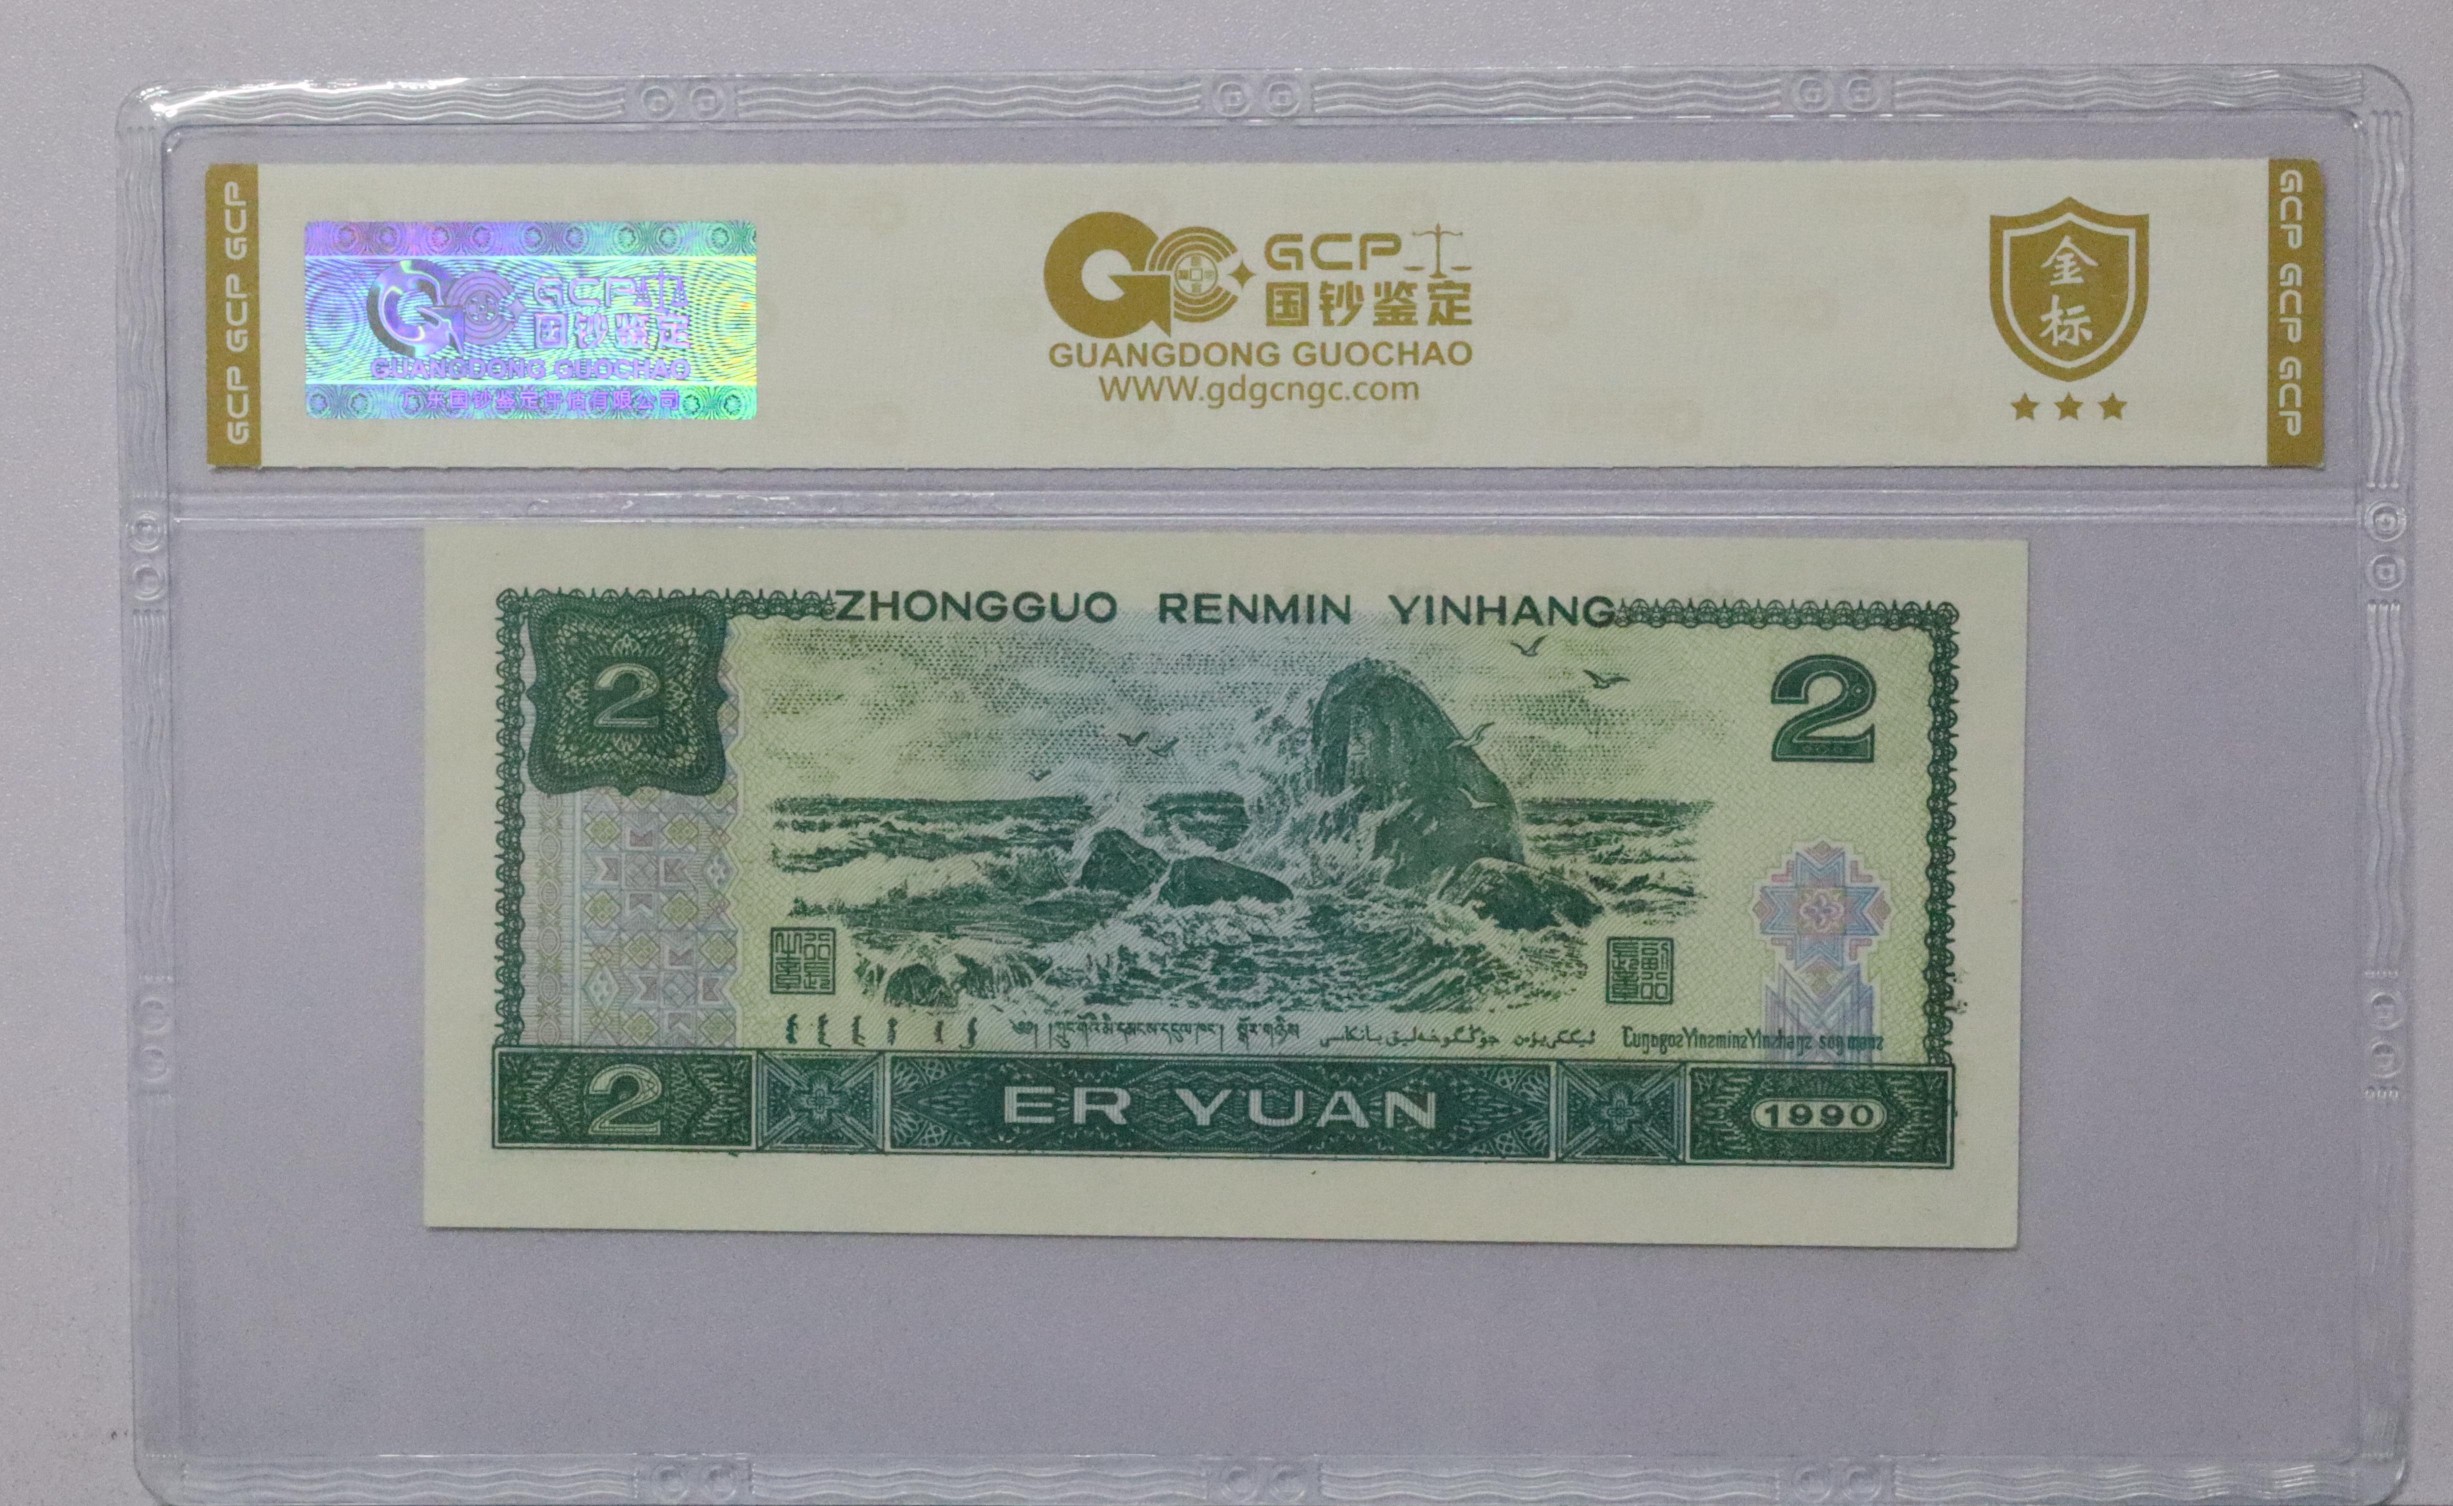 GCP GCP GCP
GCP
国钞鉴定
GUANGDONG GUOCHAO
广东国钞鉴定评估有限公司
GCP
国钞鉴定
GUANGDONG GUOCHAO
WWW.gdgcngc.com
金
标
GCP GCP GCP
ZHONGGUO RENMIN YINHANG
2
2
2
ER YUAN
1990